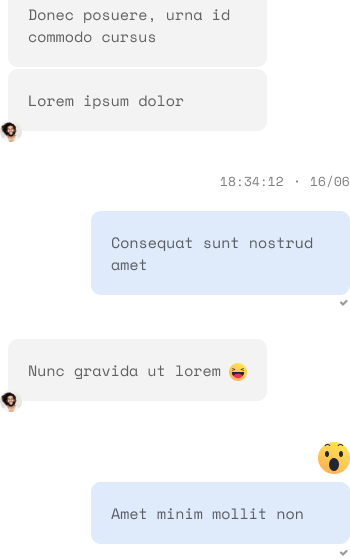 Donec posuere, urna id
commodo cursus
Lorem ipsum dolor
18:34:12 · 16/06
Consequat sunt nostrud
amet
Nunc gravida ut lorem 😆
😲
Amet minim mollit non